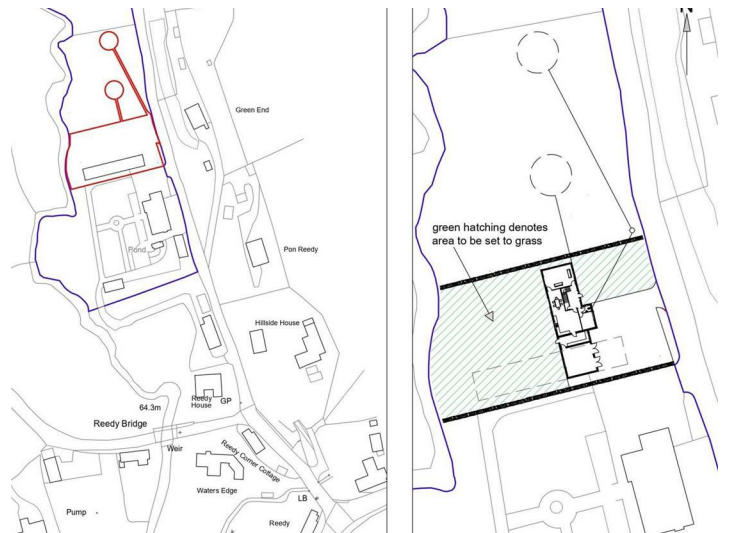 N
Green End
Pond
Pon Reedy
green hatching denotes
area to be set to grass
Hillside House
Reedy
House
GP
64.3m
Reedy Bridge
Weir
Reedy Corner Cottage
Waters Edge
LB
Pump
Reedy